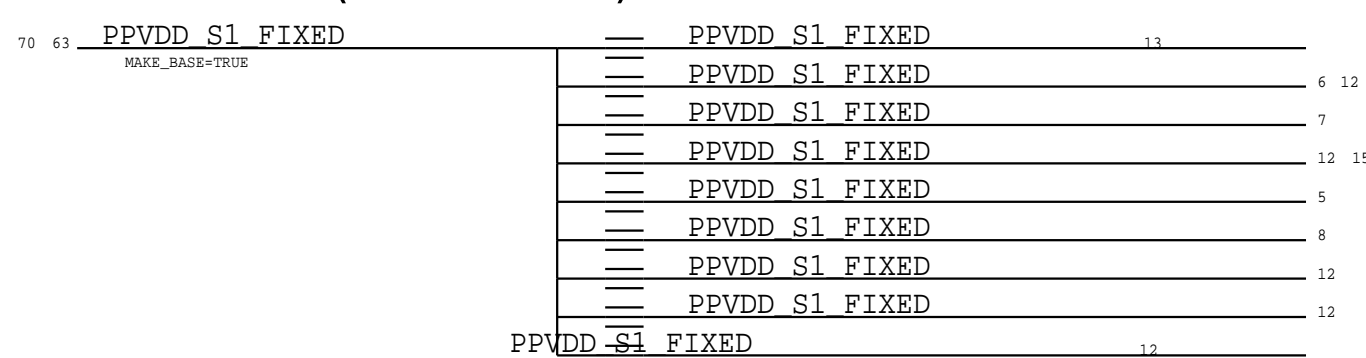 70 63 PPVDD_S1_FIXED PPVDD_S1_FIXED 13
MAKE_BASE=TRUE
PPVDD_S1_FIXED 6 12
PPVDD_S1_FIXED 7
PPVDD_S1_FIXED 12 15
PPVDD_S1_FIXED 5
PPVDD_S1_FIXED 8
PPVDD_S1_FIXED 12
PPVDD_S1_FIXED 12
PPVDD_S1_FIXED 12